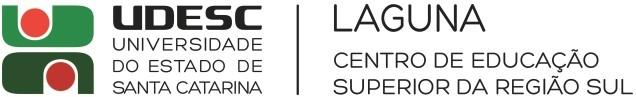 UDESC
UNIVERSIDADE
DO ESTADO DE
SANTA CATARINA
LAGUNA
CENTRO DE EDUCAÇÃO
SUPERIOR DA REGIÃO SUL